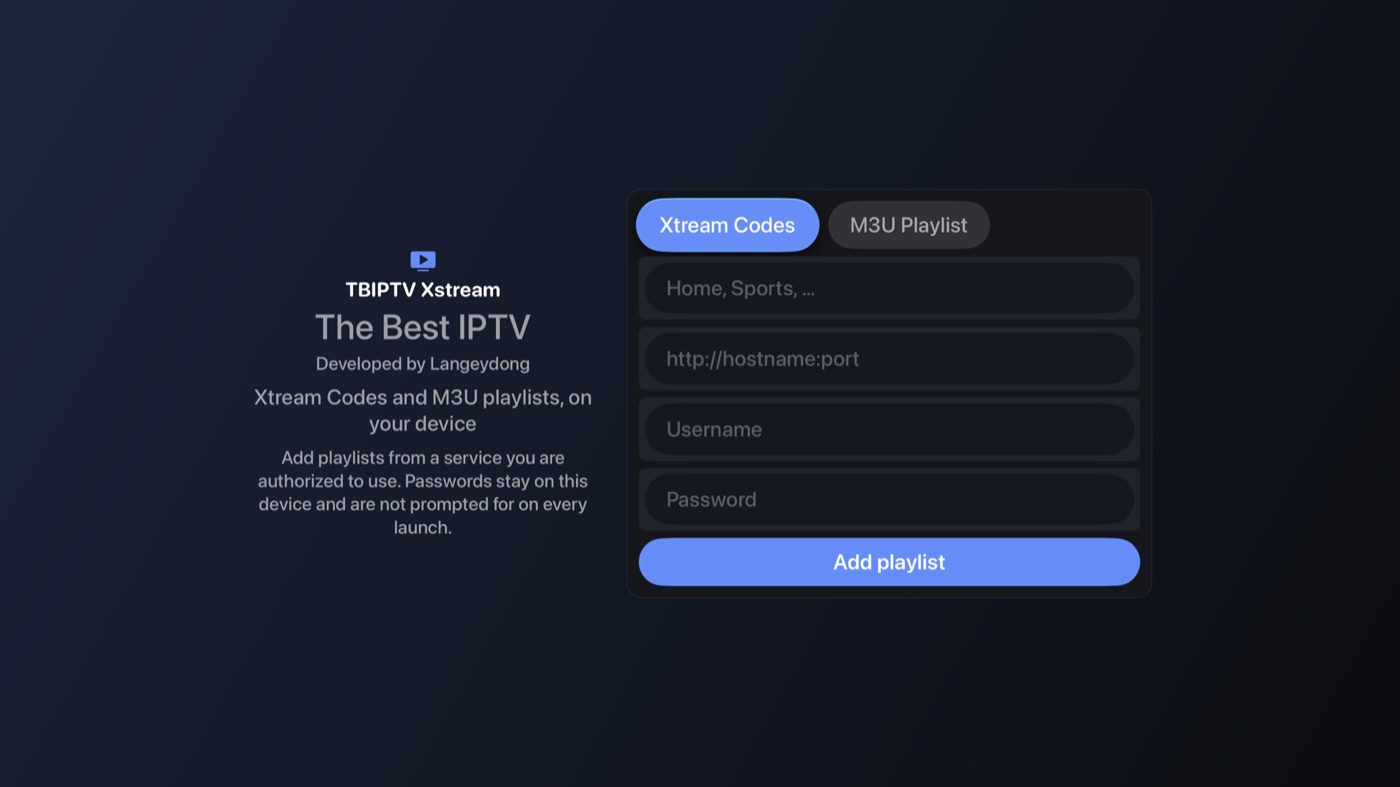 TBIPTV Xstream
The Best IPTV
Developed by Langeydong
Xtream Codes and M3U playlists, on
your device
Add playlists from a service you are
authorized to use. Passwords stay on this
device and are not prompted for on every
launch.
Xtream Codes
M3U Playlist
Home, Sports, ...
http://hostname:port
Username
Password
Add playlist